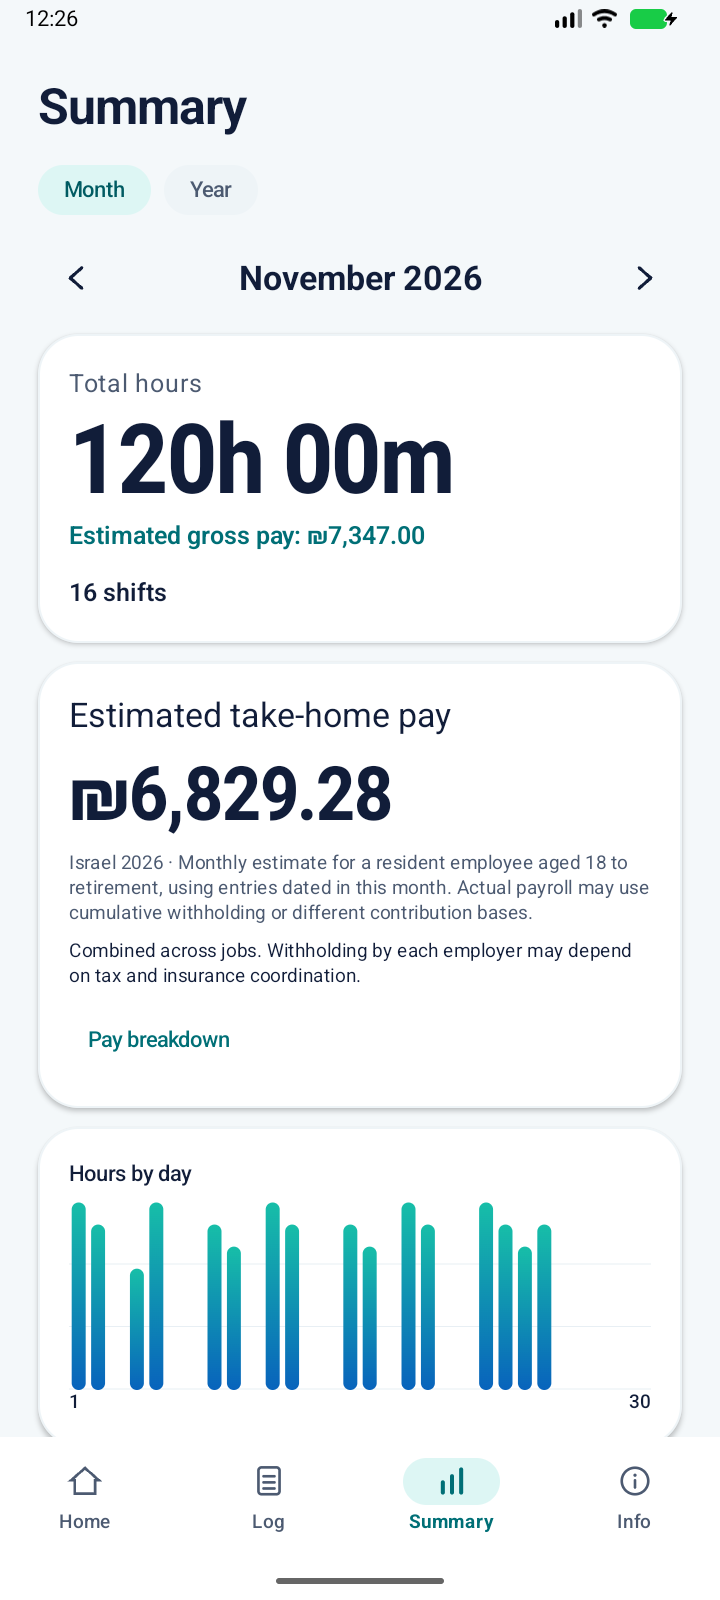 12:26
Summary
Month
Year
November 2026
Total hours
120h 00m
Estimated gross pay: ₪7,347.00
16 shifts
Estimated take-home pay
₪6,829.28
Israel 2026 · Monthly estimate for a resident employee aged 18 to
retirement, using entries dated in this month. Actual payroll may use
cumulative withholding or different contribution bases.
Combined across jobs. Withholding by each employer may depend
on tax and insurance coordination.
Pay breakdown
Hours by day
1
30
Home
Log
Summary
Info